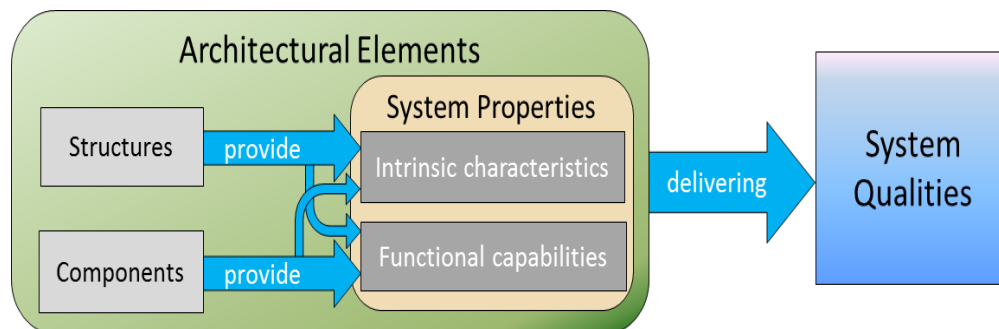 Architectural Elements
System Properties
Structures
provide
Intrinsic characteristics
delivering
System
Qualities
Components
provide
Functional capabilities